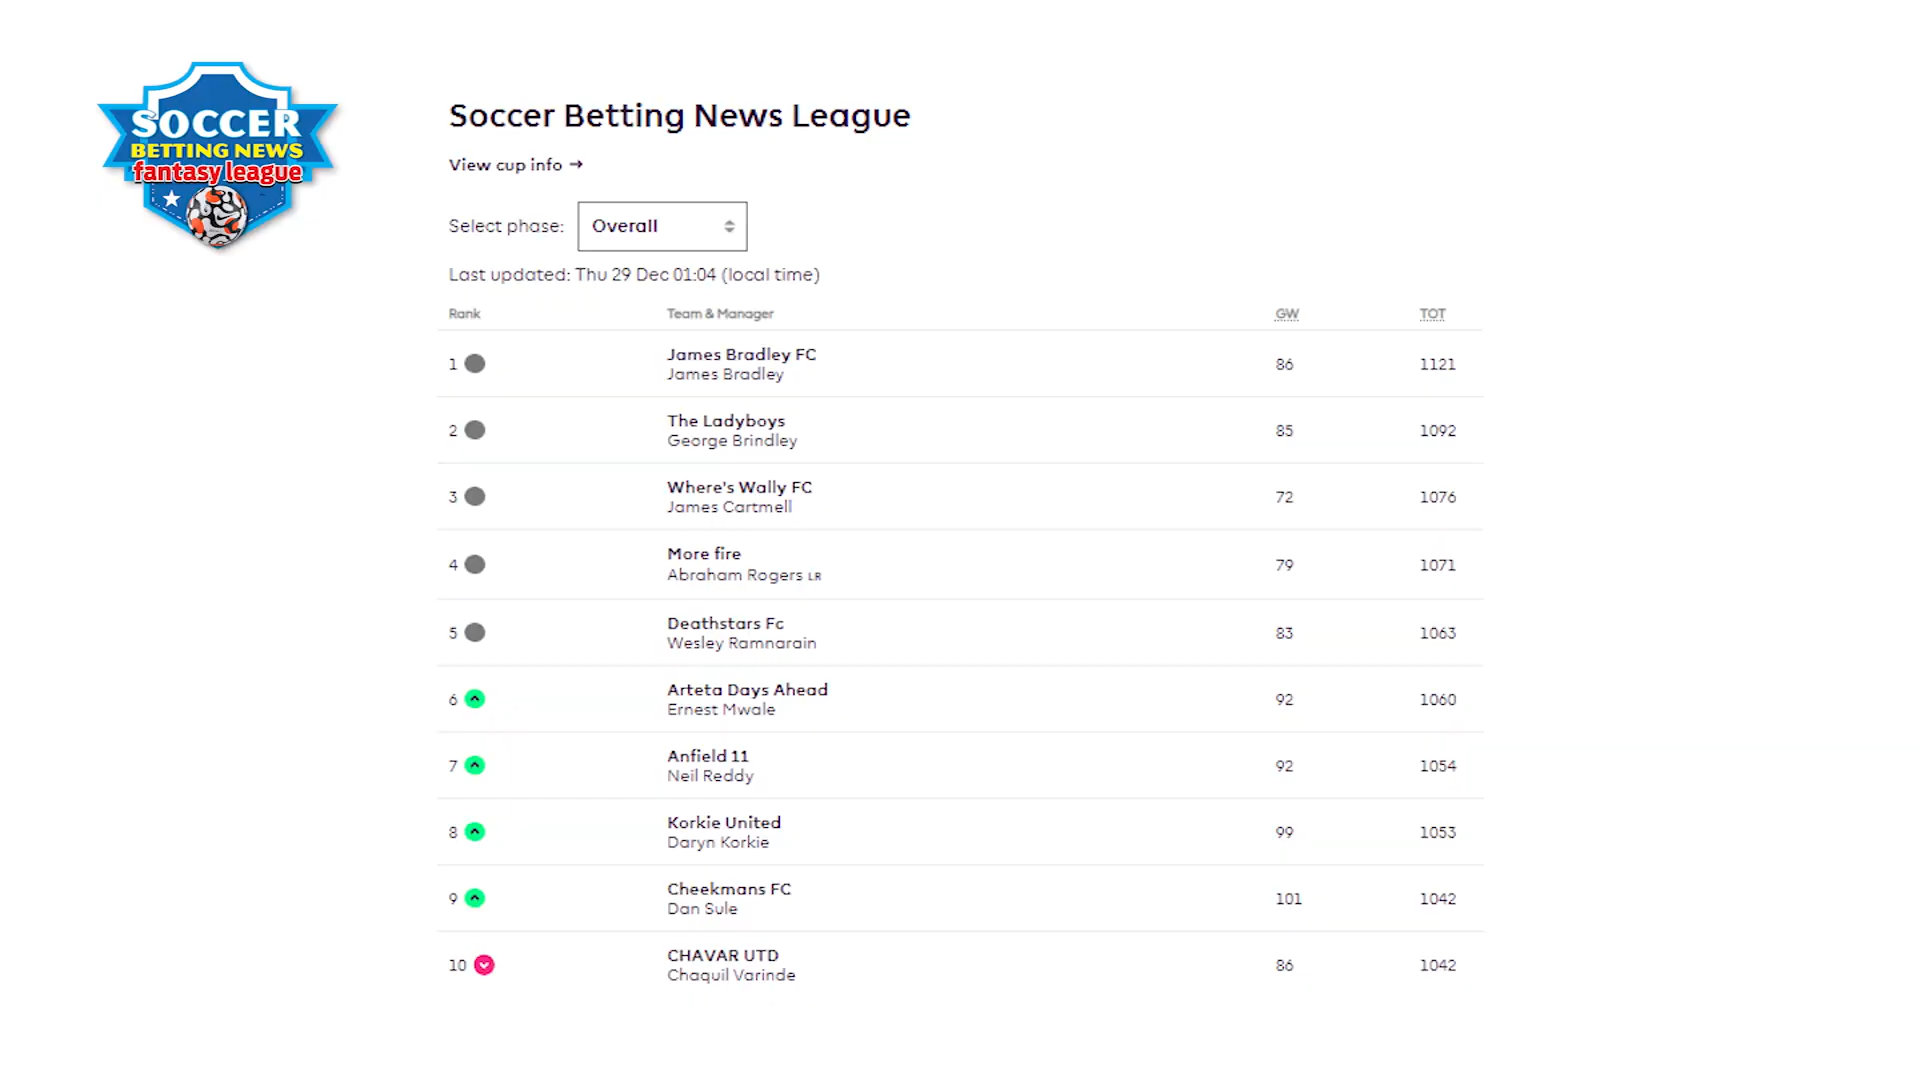 SOCCER
BETTING NEWS
fantasy league
Soccer Betting News League
View cup info →
Select phase: Overall
Last updated: Thu 29 Dec 01:04 (local time)
Rank Team & Manager GW TOT
1 James Bradley FC 86 1121
James Bradley
2 The Ladyboys 85 1092
George Brindley
3 Where's Wally FC 72 1076
James Cartmell
4 More fire 79 1071
Abraham Rogers LR
5 Deathstars Fc 83 1063
Wesley Ramnarain
6 Arteta Days Ahead 92 1060
Ernest Mwale
7 Anfield 11 92 1054
Neil Reddy
8 Korkie United 99 1053
Daryn Korkie
9 Cheekmans FC 101 1042
Dan Sule
10 CHAVAR UTD 86 1042
Chaquil Varinde